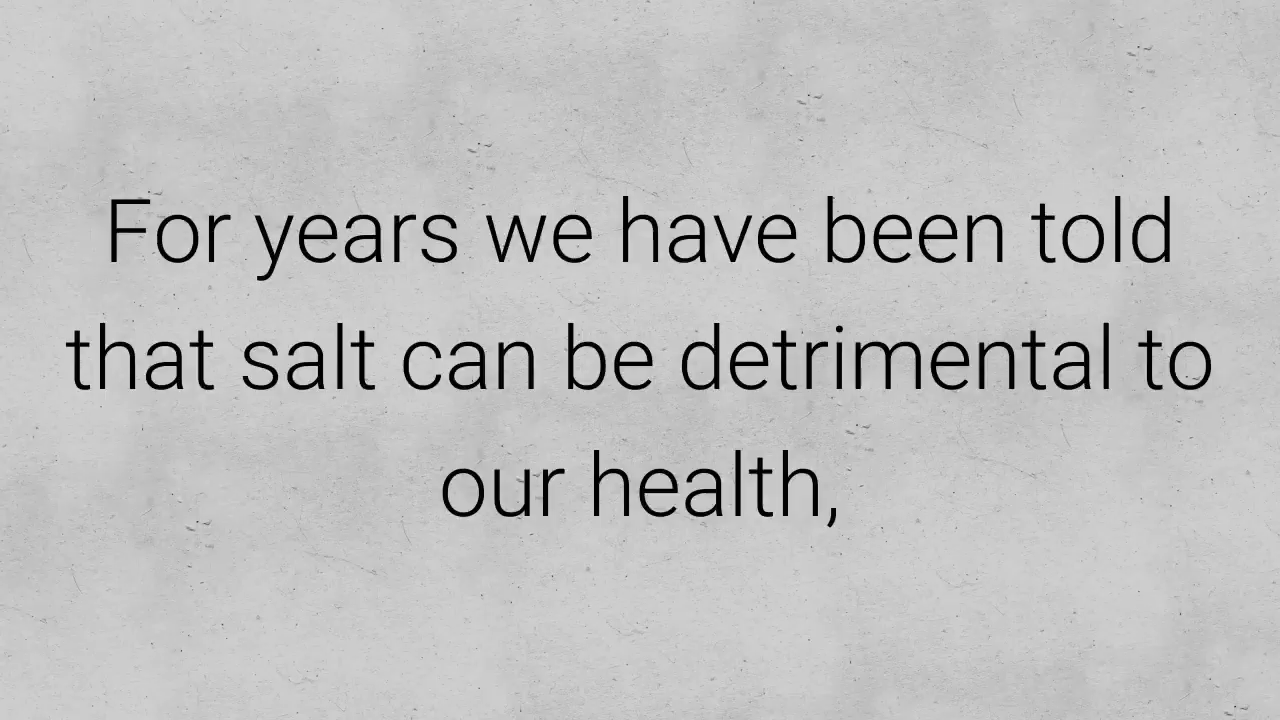 For years we have been told
that salt can be detrimental to
our health,